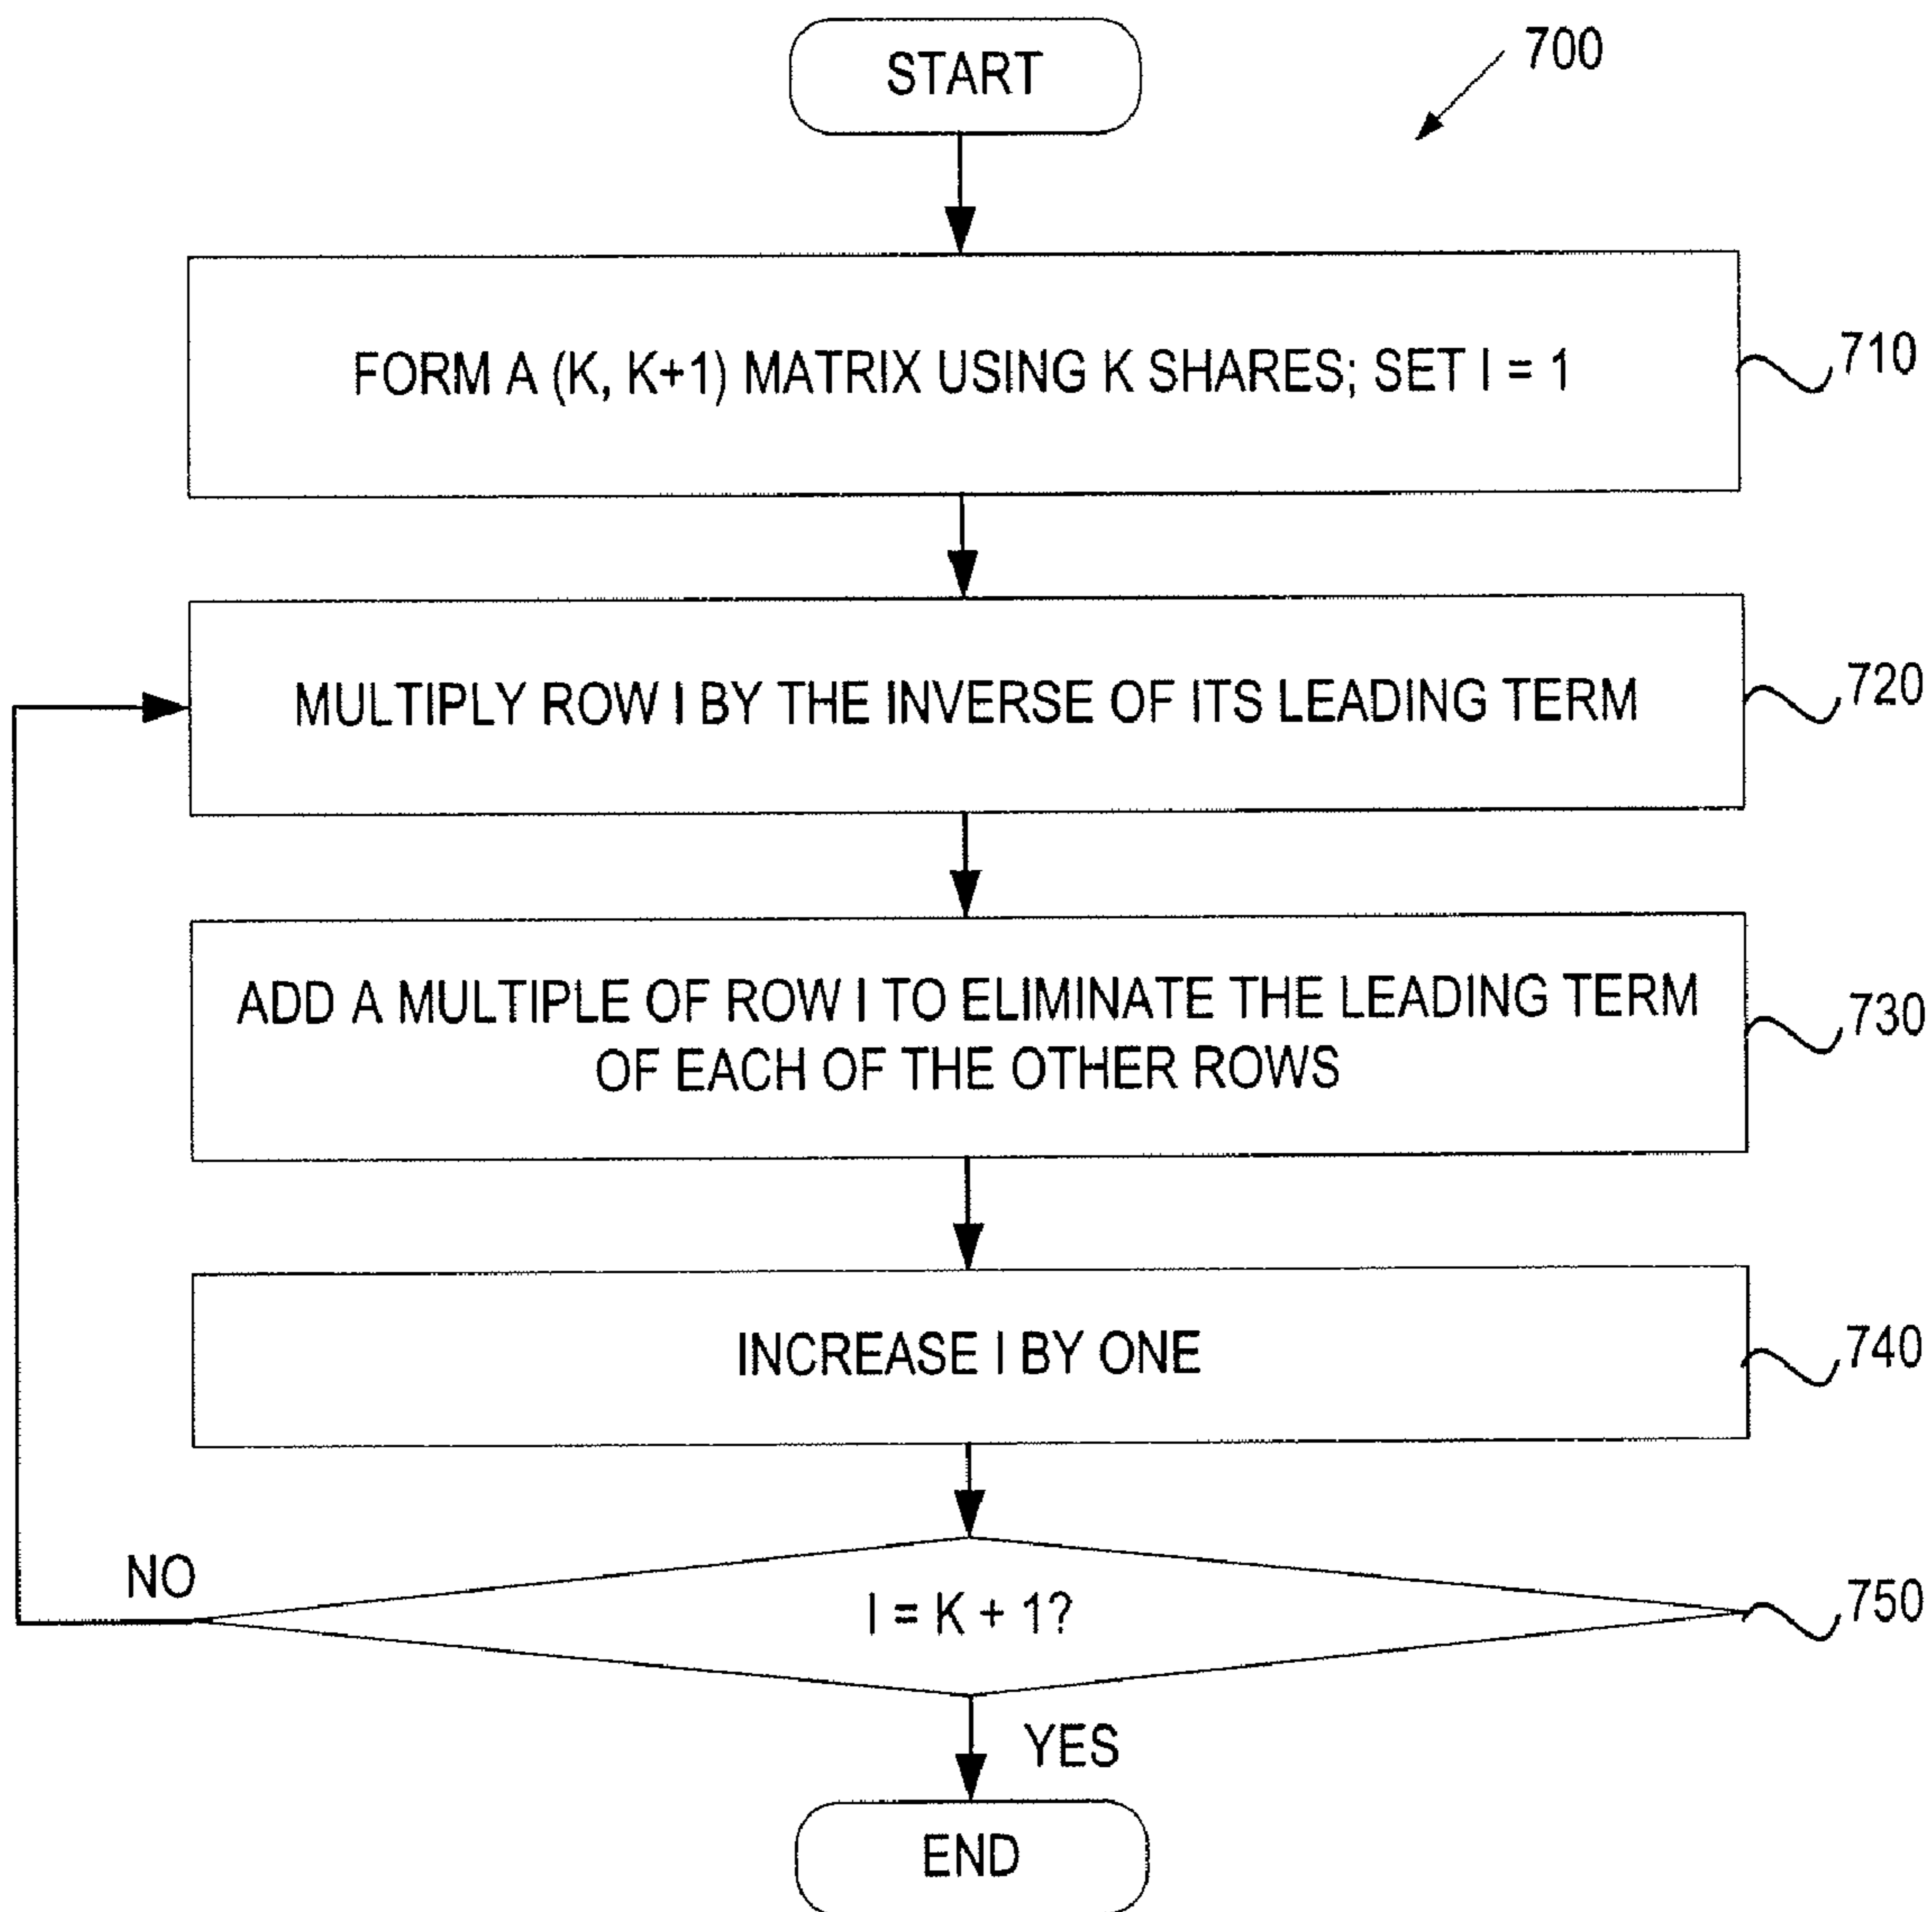 START
700
FORM A (K, K+1) MATRIX USING K SHARES; SET I = 1
710
MULTIPLY ROW I BY THE INVERSE OF ITS LEADING TERM
720
ADD A MULTIPLE OF ROW I TO ELIMINATE THE LEADING TERM
OF EACH OF THE OTHER ROWS
730
INCREASE I BY ONE
740
NO
I = K + 1?
750
YES
END